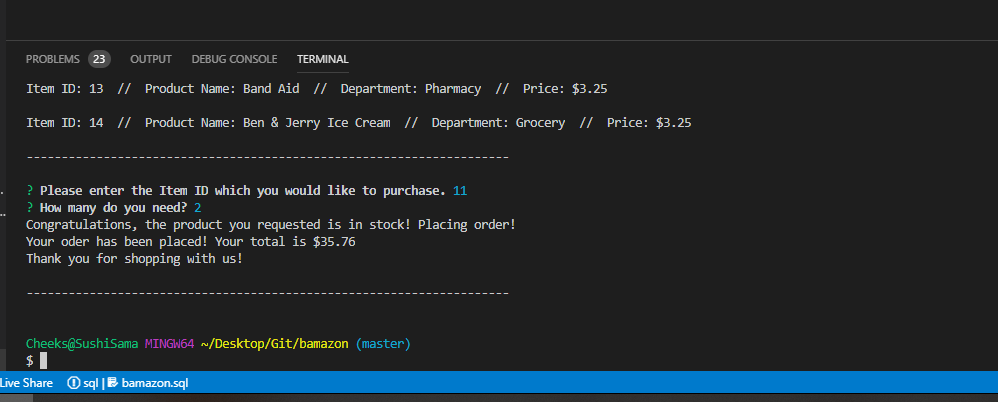 PROBLEMS 23 OUTPUT DEBUG CONSOLE TERMINAL
Item ID: 13 // Product Name: Band Aid // Department: Pharmacy // Price: $3.25
Item ID: 14 // Product Name: Ben & Jerry Ice Cream // Department: Grocery // Price: $3.25
---------------------------------------------------------------------
? Please enter the Item ID which you would like to purchase. 11
? How many do you need? 2
Congratulations, the product you requested is in stock! Placing order!
Your oder has been placed! Your total is $35.76
Thank you for shopping with us!
---------------------------------------------------------------------
Cheeks@SushiSama MINGW64 ~/Desktop/Git/bamazon (master)
$
Live Share sql | bamazon.sql